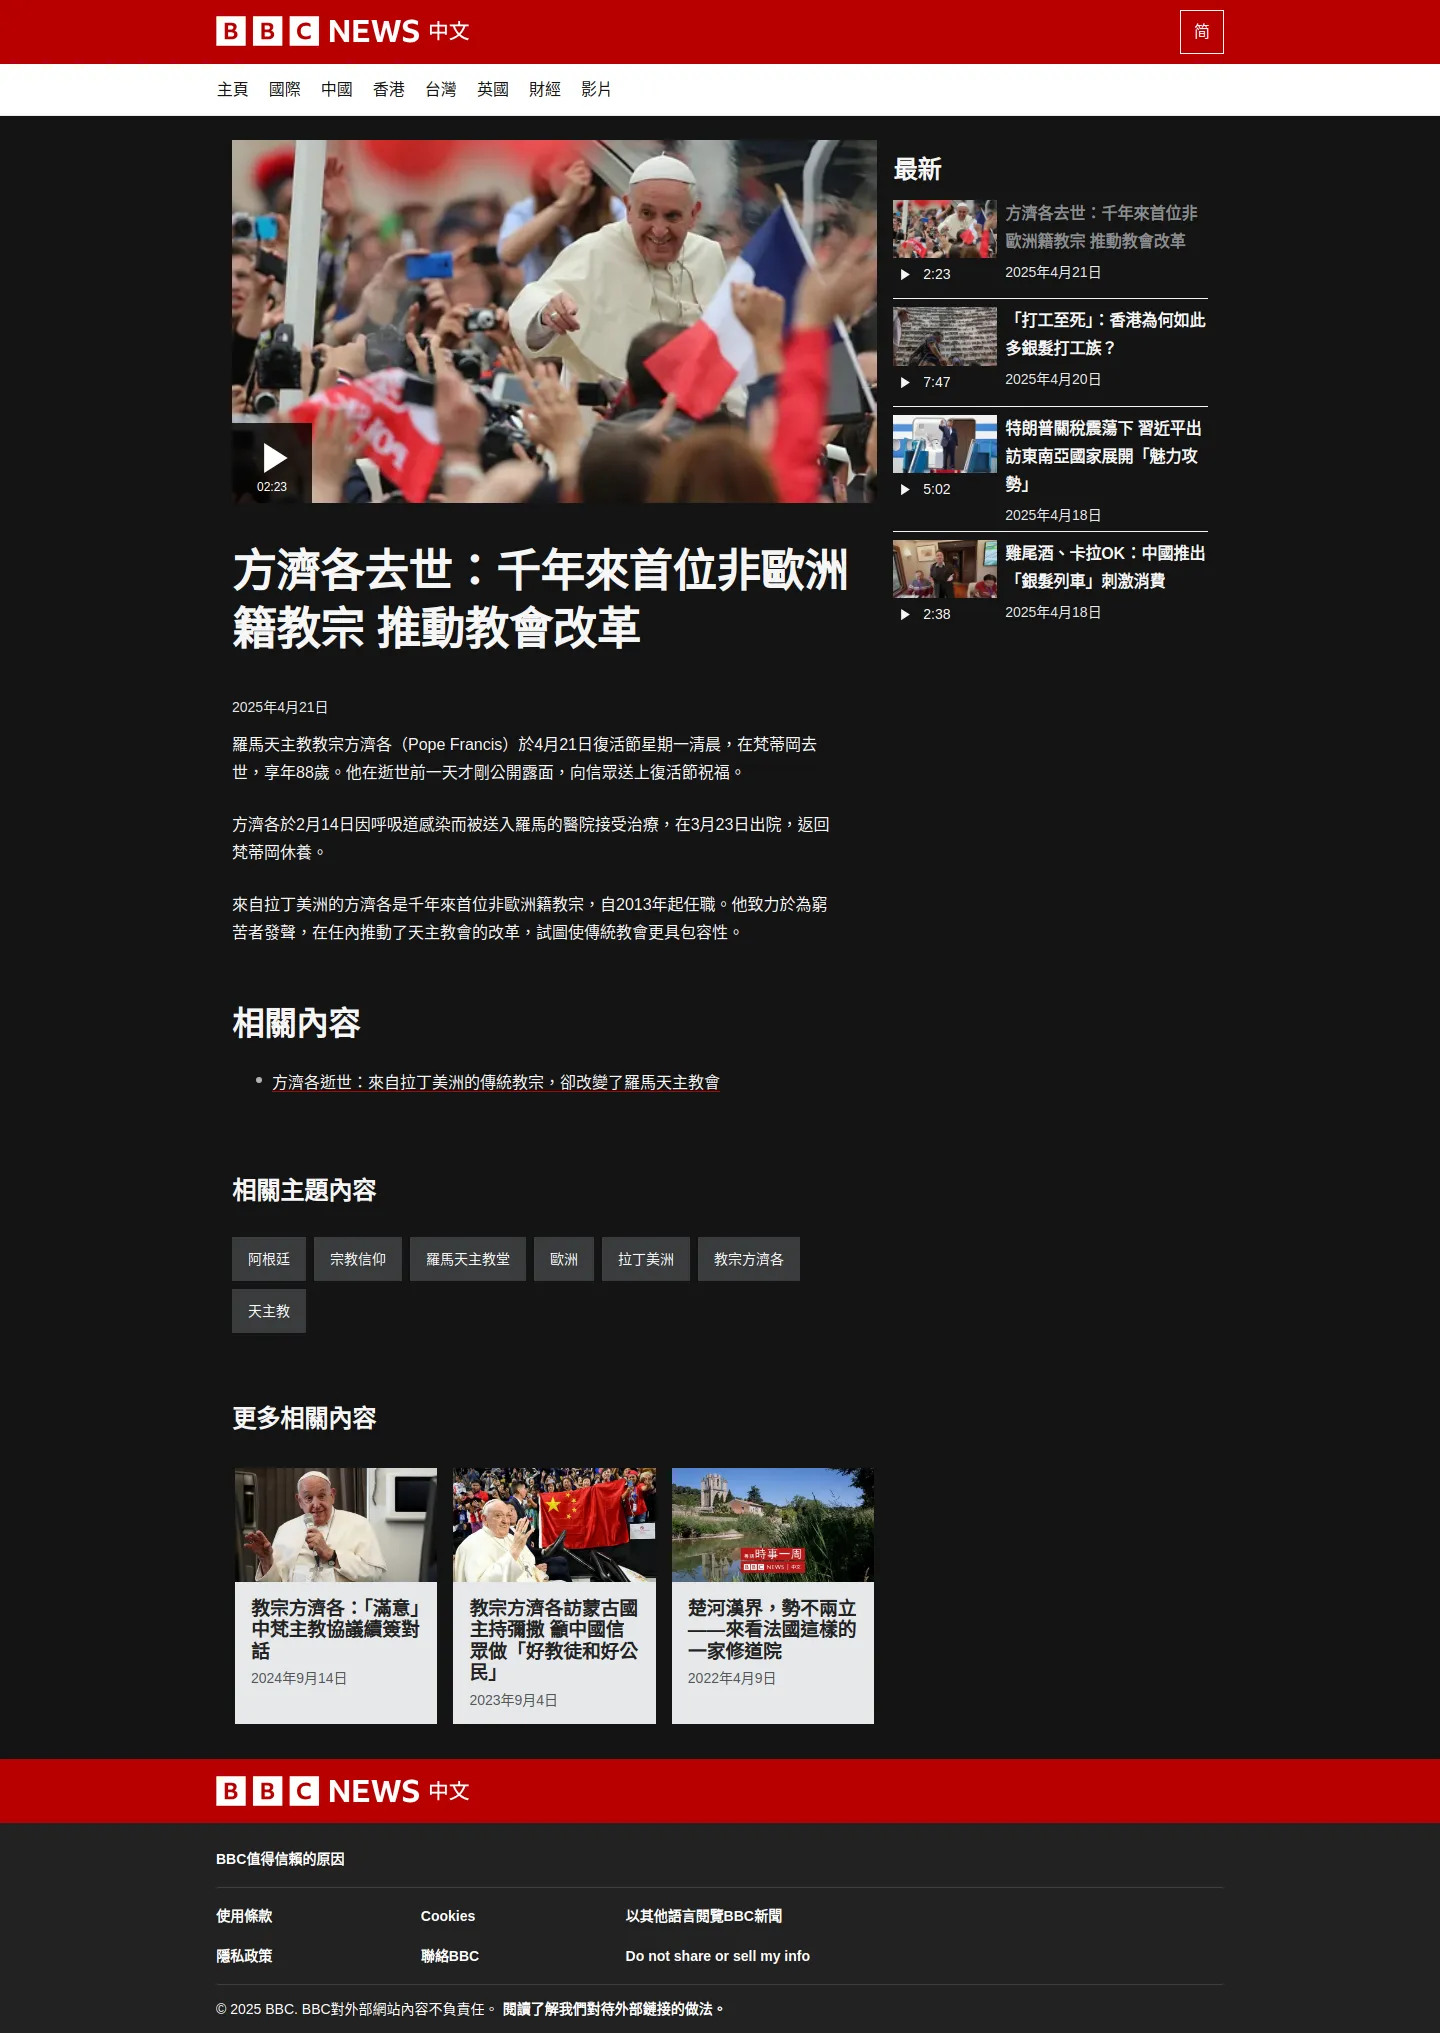 BBC NEWS 中文
简
主頁 國際 中國 香港 台灣 英國 財經 影片
02:23
方濟各去世：千年來首位非歐洲
籍教宗 推動教會改革
2025年4月21日
羅馬天主教教宗方濟各（Pope Francis）於4月21日復活節星期一清晨，在梵蒂岡去
世，享年88歲。他在逝世前一天才剛公開露面，向信眾送上復活節祝福。
方濟各於2月14日因呼吸道感染而被送入羅馬的醫院接受治療，在3月23日出院，返回
梵蒂岡休養。
來自拉丁美洲的方濟各是千年來首位非歐洲籍教宗，自2013年起任職。他致力於為窮
苦者發聲，在任內推動了天主教會的改革，試圖使傳統教會更具包容性。
相關內容
方濟各逝世：來自拉丁美洲的傳統教宗，卻改變了羅馬天主教會
相關主題內容
阿根廷 宗教信仰 羅馬天主教堂 歐洲 拉丁美洲 教宗方濟各
天主教
更多相關內容
教宗方濟各：「滿意」
中梵主教協議續簽對
話
2024年9月14日
教宗方濟各訪蒙古國
主持彌撒 籲中國信
眾做「好教徒和好公
民」
2023年9月4日
時事一周
BBC NEWS 中文
楚河漢界，勢不兩立
——來看法國這樣的
一家修道院
2022年4月9日
最新
方濟各去世：千年來首位非
歐洲籍教宗 推動教會改革
2:23
2025年4月21日
「打工至死」：香港為何如此
多銀髮打工族？
7:47
2025年4月20日
特朗普關稅震蕩下 習近平出
訪東南亞國家展開「魅力攻
勢」
5:02
2025年4月18日
雞尾酒、卡拉OK：中國推出
「銀髮列車」刺激消費
2:38
2025年4月18日
BBC NEWS 中文
BBC值得信賴的原因
使用條款 Cookies 以其他語言閱覽BBC新聞
隱私政策 聯絡BBC Do not share or sell my info
© 2025 BBC. BBC對外部網站內容不負責任。 閱讀了解我們對待外部鏈接的做法。